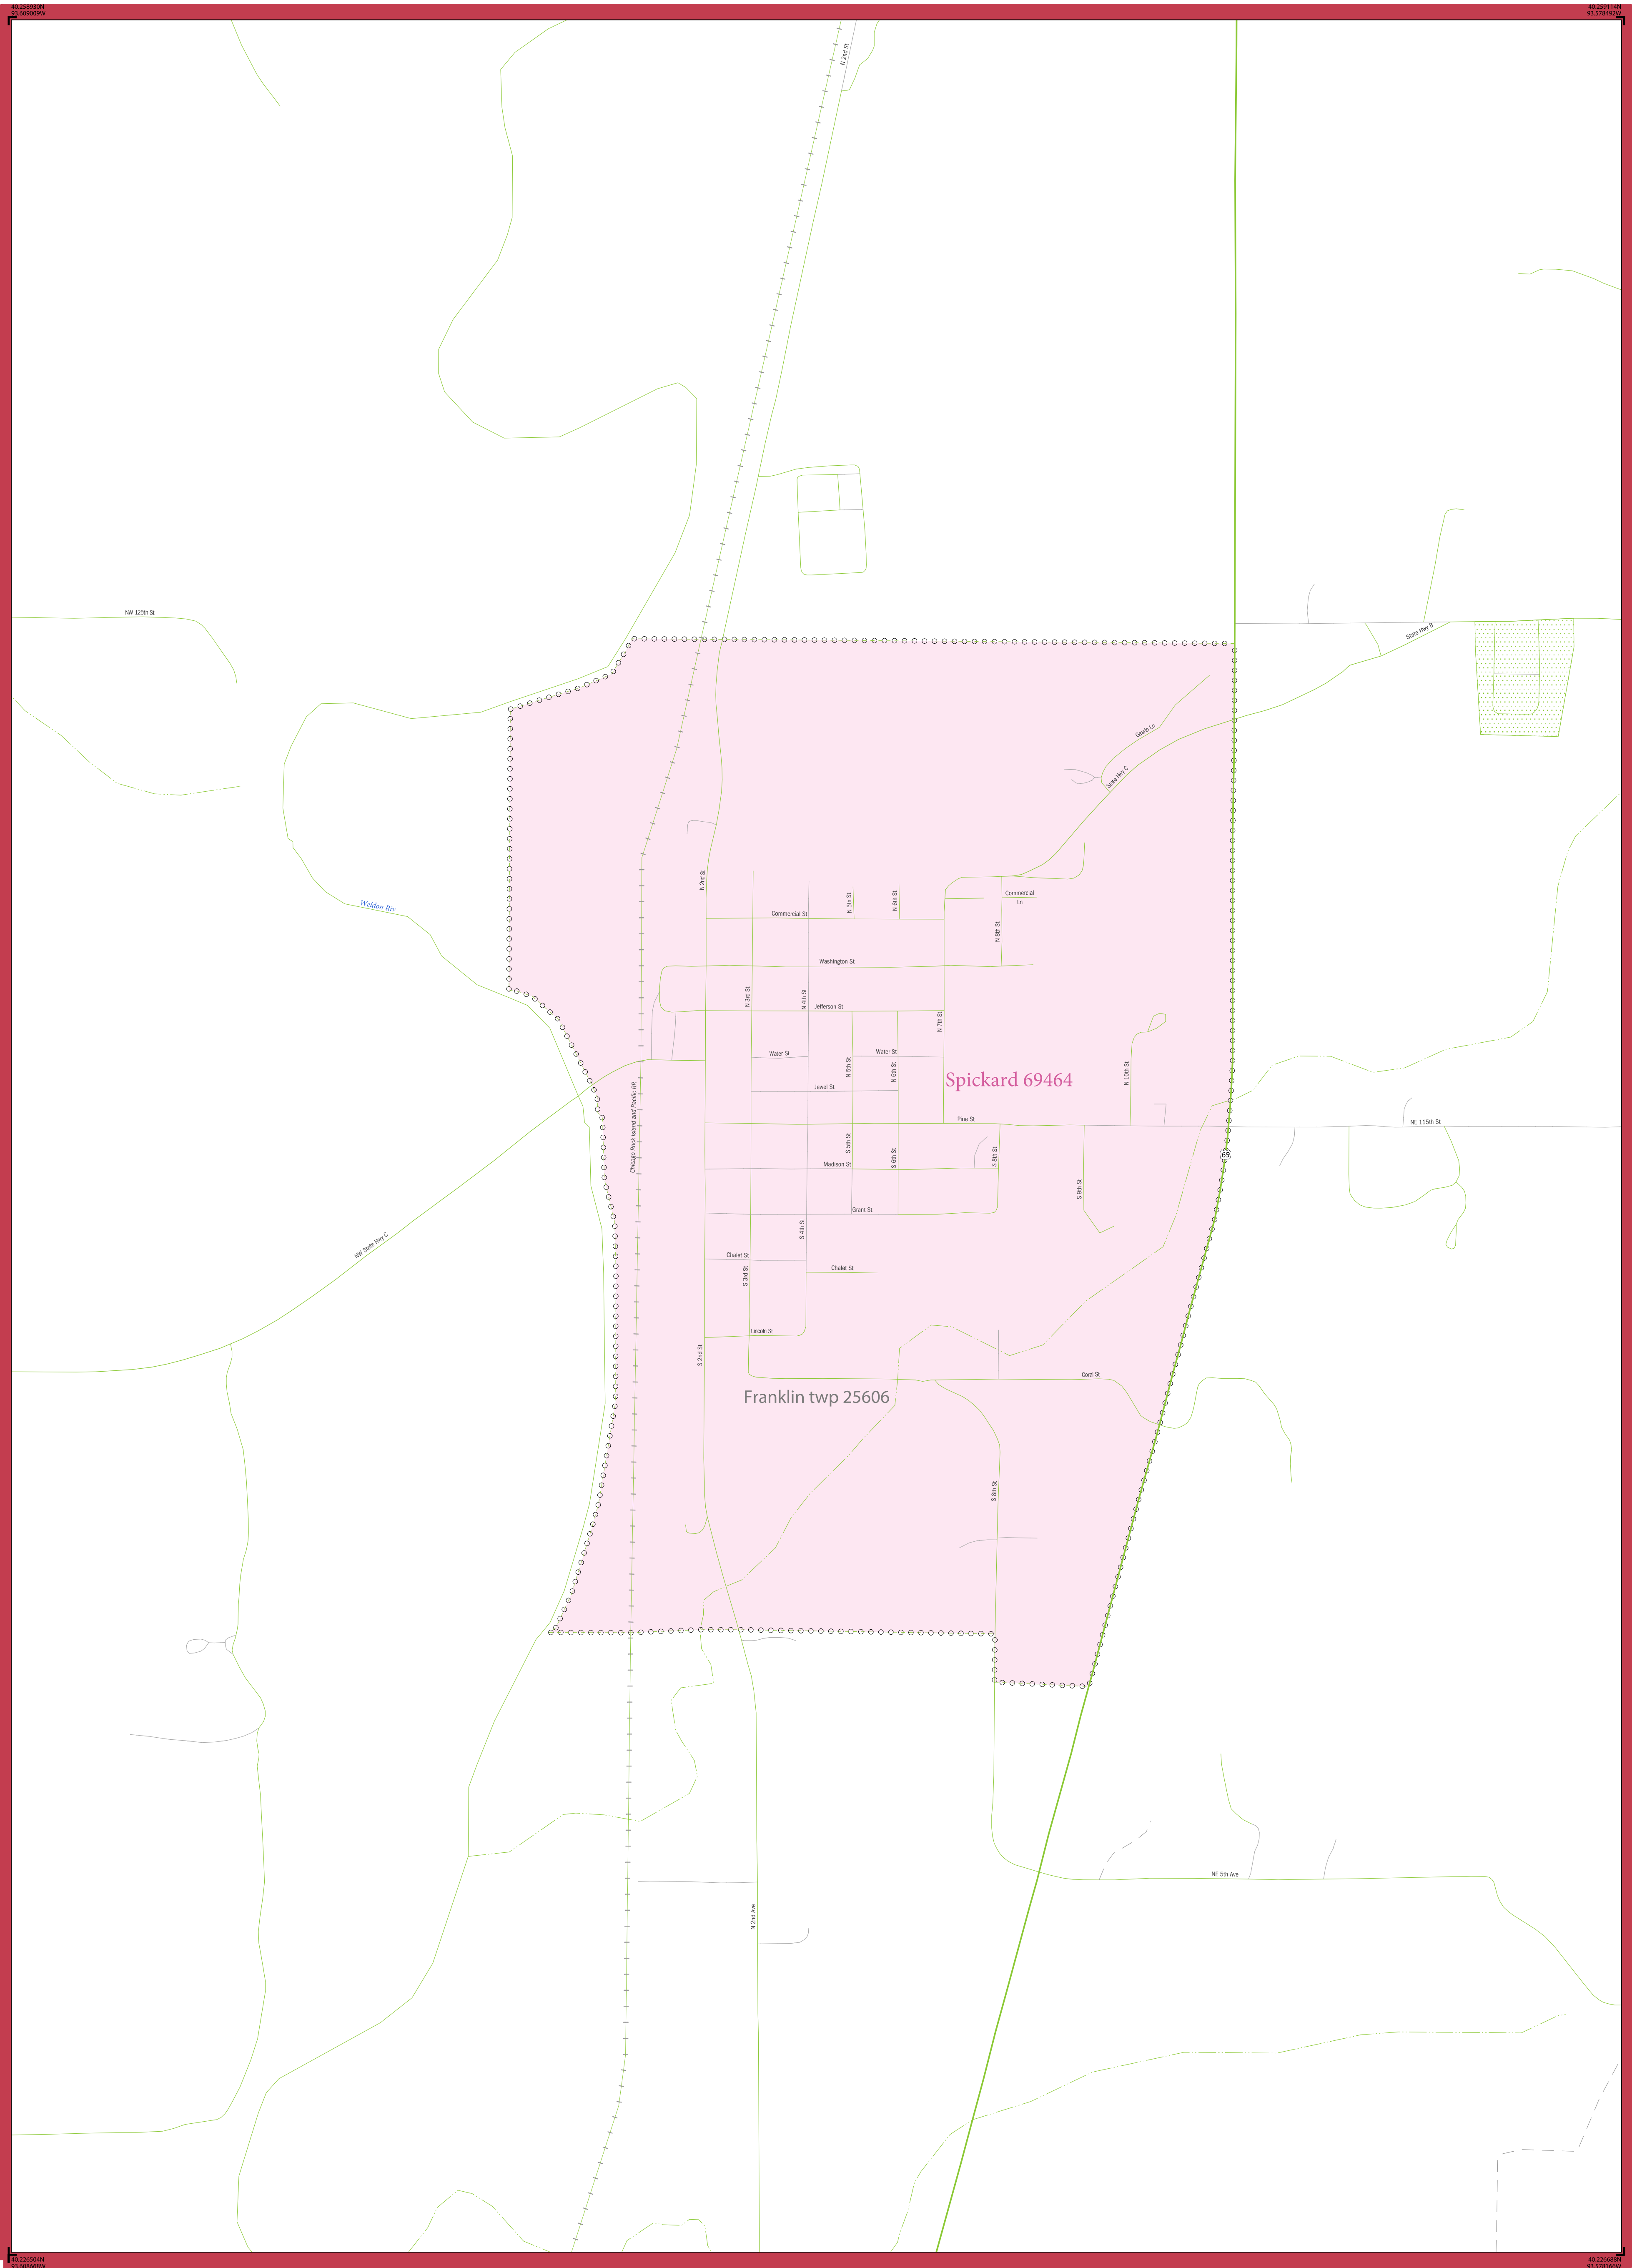 40.258930N
93.609009W
40.259114N
93.578492W
N 2nd St
NW 125th St
State Hwy B
Gearin Ln
State Hwy C
N 2nd St
Weldon Riv
N 5th St
N 6th St
Commercial
Ln
Commercial St
N 8th St
Washington St
N 3rd St
N 4th St
Jefferson St
N 7th St
Water St
Water St
N 5th St
N 6th St
N 10th St
Spickard 69464
Jewel St
Chicago Rock Island and Pacific RR
Pine St
NE 115th St
S 5th St
S 6th St
S 8th St
65
Madison St
S 9th St
Grant St
S 4th St
NW State Hwy C
Chalet St
S 3rd St
Chalet St
Lincoln St
S 2nd St
Coral St
Franklin twp 25606
S 8th St
NE 5th Ave
N 2nd Ave
40.226504N
93.608668W
40.226688N
93.578166W